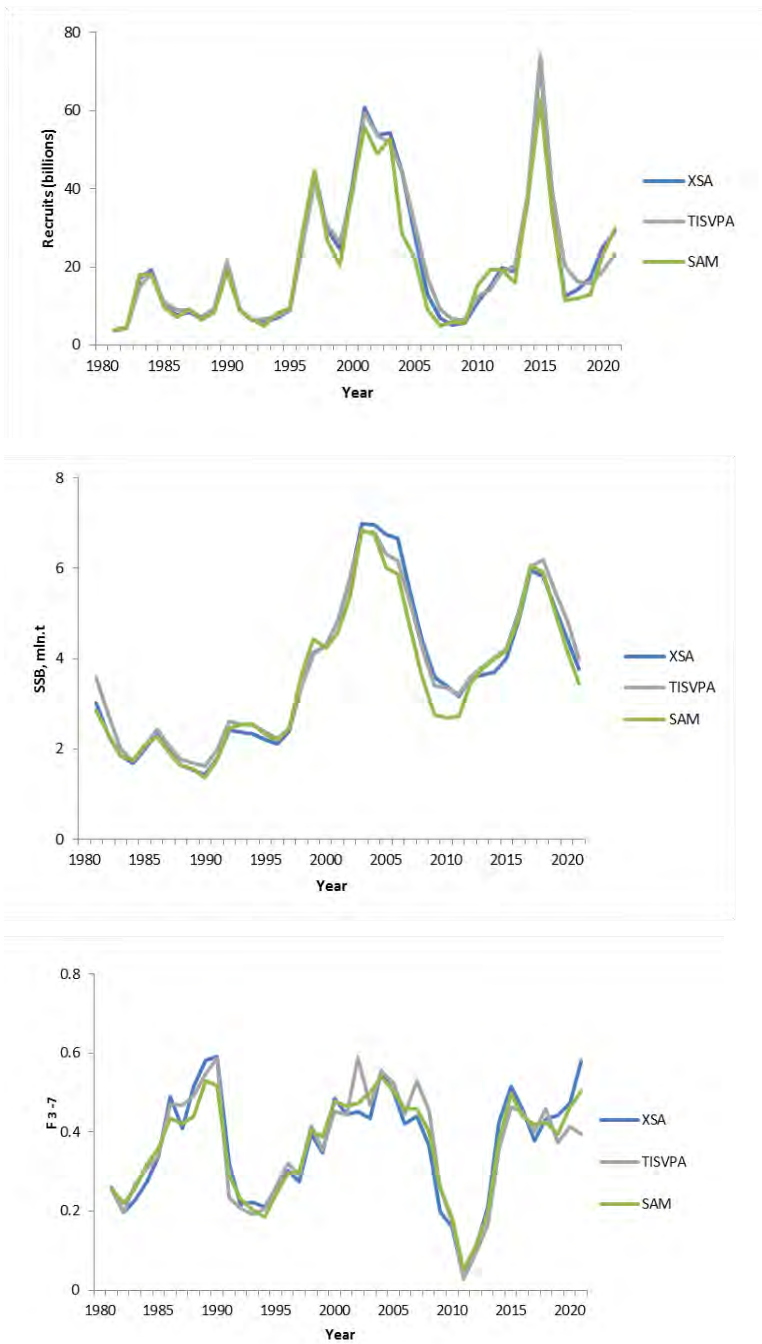 80
60
40
20
0
Recruits (billions)
1980 1985 1990 1995 2000 2005 2010 2015 2020
Year
XSA
TISVPA
SAM
8
6
4
2
0
SSB, mln.t
1980 1985 1990 1995 2000 2005 2010 2015 2020
Year
XSA
TISVPA
SAM
0.8
0.6
0.4
0.2
0
F 3 -7
1980 1985 1990 1995 2000 2005 2010 2015 2020
Year
XSA
TISVPA
SAM